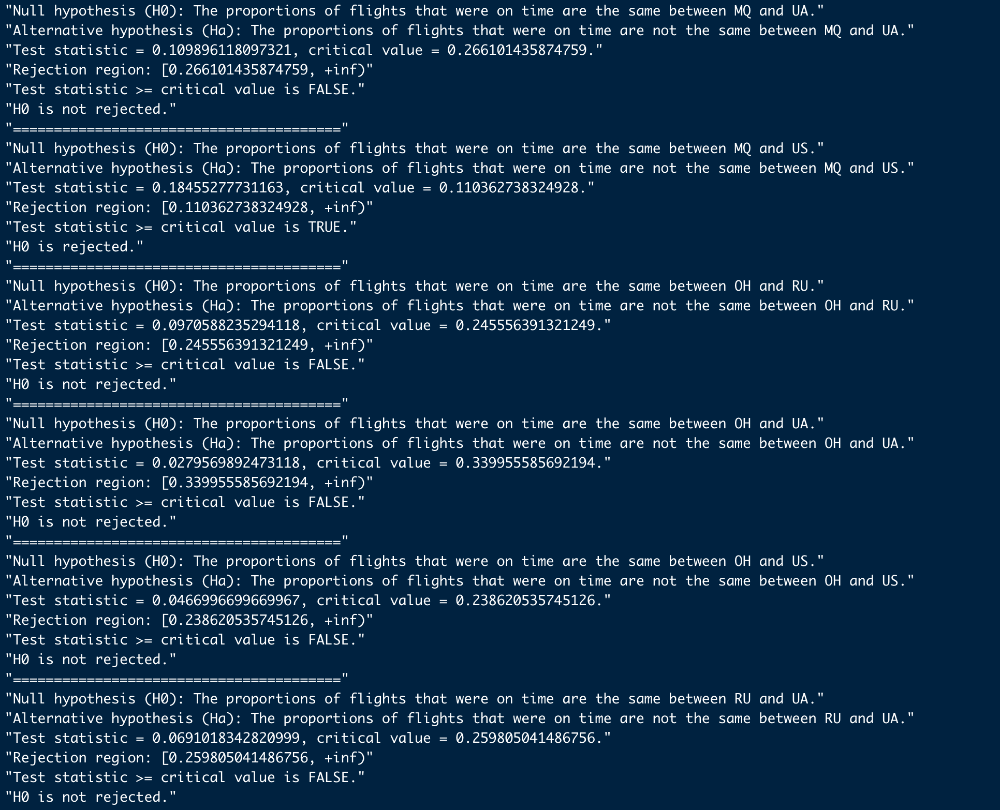 "Null hypothesis (H0): The proportions of flights that were on time are the same between MQ and UA."
"Alternative hypothesis (Ha): The proportions of flights that were on time are not the same between MQ and UA."
"Test statistic = 0.109896118097321, critical value = 0.266101435874759."
"Rejection region: [0.266101435874759, +inf)"
"Test statistic >= critical value is FALSE."
"H0 is not rejected."
"========================================"
"Null hypothesis (H0): The proportions of flights that were on time are the same between MQ and US."
"Alternative hypothesis (Ha): The proportions of flights that were on time are not the same between MQ and US."
"Test statistic = 0.18455277731163, critical value = 0.110362738324928."
"Rejection region: [0.110362738324928, +inf)"
"Test statistic >= critical value is TRUE."
"H0 is rejected."
"========================================"
"Null hypothesis (H0): The proportions of flights that were on time are the same between OH and RU."
"Alternative hypothesis (Ha): The proportions of flights that were on time are not the same between OH and RU."
"Test statistic = 0.0970588235294118, critical value = 0.245556391321249."
"Rejection region: [0.245556391321249, +inf)"
"Test statistic >= critical value is FALSE."
"H0 is not rejected."
"========================================"
"Null hypothesis (H0): The proportions of flights that were on time are the same between OH and UA."
"Alternative hypothesis (Ha): The proportions of flights that were on time are not the same between OH and UA."
"Test statistic = 0.0279569892473118, critical value = 0.339955585692194."
"Rejection region: [0.339955585692194, +inf)"
"Test statistic >= critical value is FALSE."
"H0 is not rejected."
"========================================"
"Null hypothesis (H0): The proportions of flights that were on time are the same between OH and US."
"Alternative hypothesis (Ha): The proportions of flights that were on time are not the same between OH and US."
"Test statistic = 0.0466996699669967, critical value = 0.238620535745126."
"Rejection region: [0.238620535745126, +inf)"
"Test statistic >= critical value is FALSE."
"H0 is not rejected."
"========================================"
"Null hypothesis (H0): The proportions of flights that were on time are the same between RU and UA."
"Alternative hypothesis (Ha): The proportions of flights that were on time are not the same between RU and UA."
"Test statistic = 0.0691018342820999, critical value = 0.259805041486756."
"Rejection region: [0.259805041486756, +inf)"
"Test statistic >= critical value is FALSE."
"H0 is not rejected."